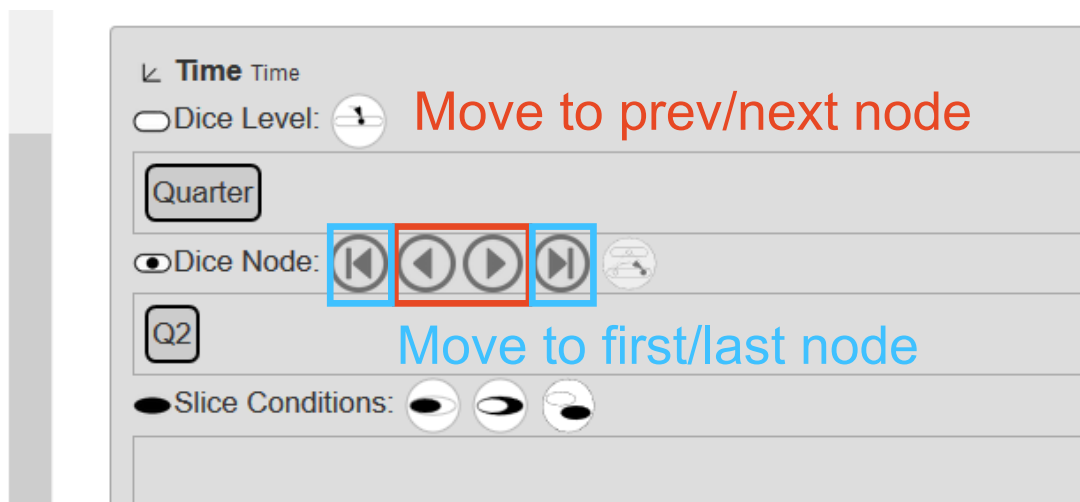 Time Time
Dice Level:
Move to prev/next node
Quarter
Dice Node:
Q2
Move to first/last node
Slice Conditions: